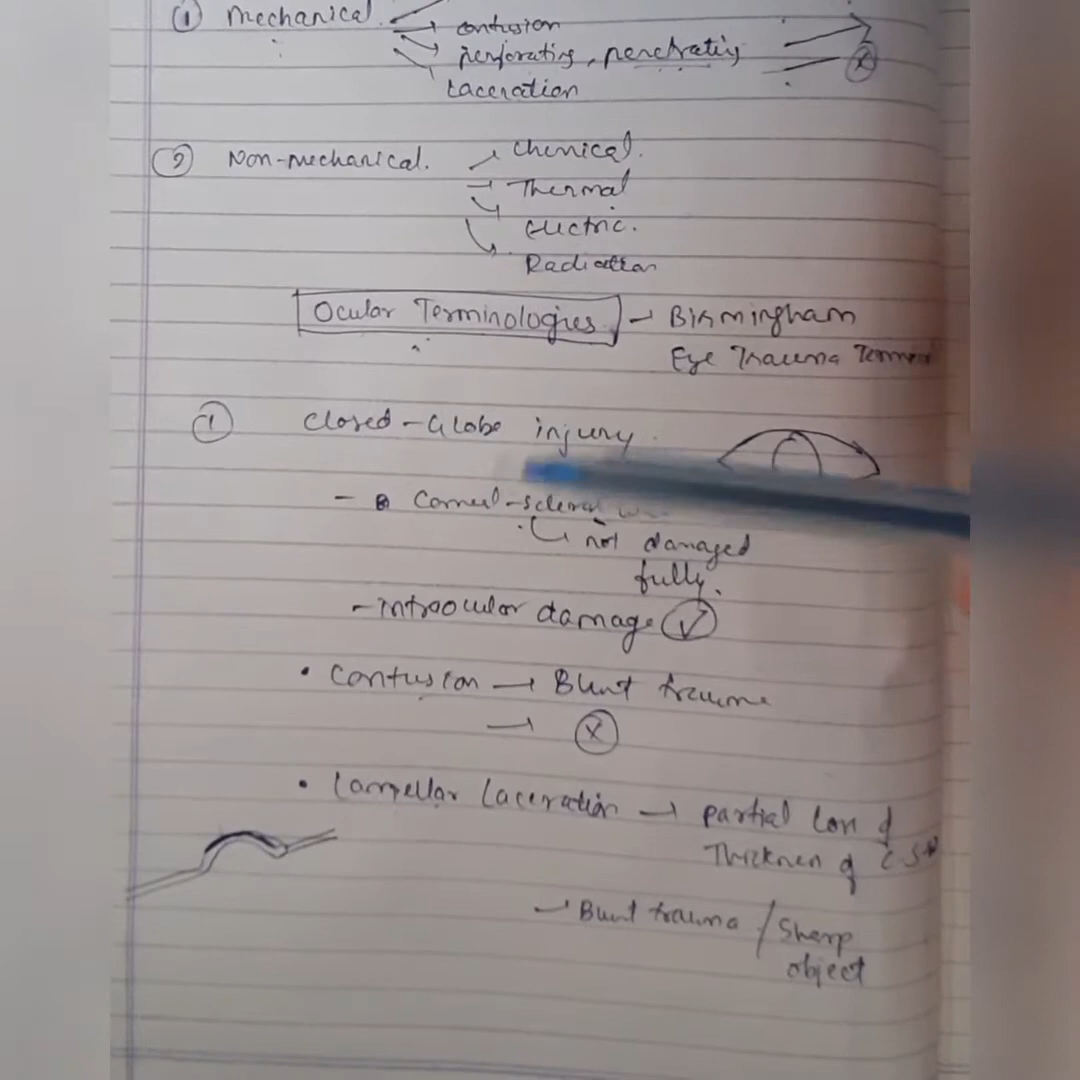 ① Mechanical.
contusion
perforating, penetrating
Laceration
② Non-mechanical.
Chemical.
Thermal
Electric.
Radiation
Ocular Terminologies → Birmingham
Eye Trauma
① Closed-Globe injury.
- Corneal-scleral
↳ not damaged
fully.
- Intraocular damage ✓
• Contusion → Blunt trauma
→ ⓧ
• Lamellar Laceration → partial loss of
Thickness of
→ Blunt trauma / Sharp
object